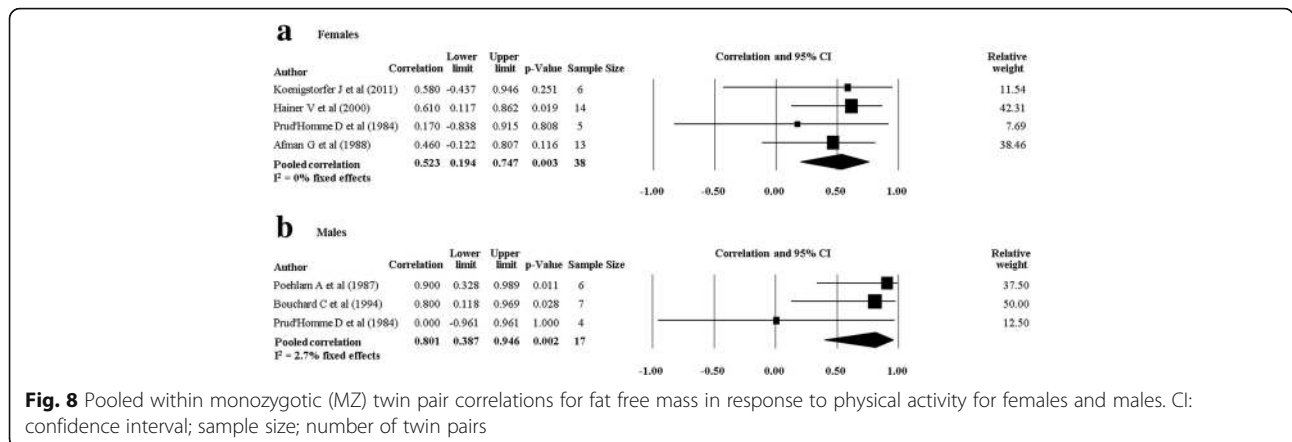 a Females
Correlation and 95% CI
Author Correlation Lower limit Upper limit p-Value Sample Size Relative weight
Koenigstorfer J et al (2011) 0.580 -0.437 0.946 0.251 6 11.54
Hainer V et al (2000) 0.610 0.117 0.862 0.019 14 42.31
Prud'Homme D et al (1984) 0.170 -0.838 0.915 0.808 5 7.69
Afman G et al (1988) 0.460 -0.122 0.807 0.116 13 38.46
Pooled correlation 0.523 0.194 0.747 0.003 38
I² = 0% fixed effects
-1.00 -0.50 0.00 0.50 1.00
b Males
Correlation and 95% CI
Author Correlation Lower limit Upper limit p-Value Sample Size Relative weight
Poehlam A et al (1987) 0.900 0.328 0.989 0.011 6 37.50
Bouchard C et al (1994) 0.800 0.118 0.969 0.028 7 50.00
Prud'Homme D et al (1984) 0.000 -0.961 0.961 1.000 4 12.50
Pooled correlation 0.801 0.387 0.946 0.002 17
I² = 2.7% fixed effects
-1.00 -0.50 0.00 0.50 1.00
Fig. 8 Pooled within monozygotic (MZ) twin pair correlations for fat free mass in response to physical activity for females and males. CI:
confidence interval; sample size; number of twin pairs